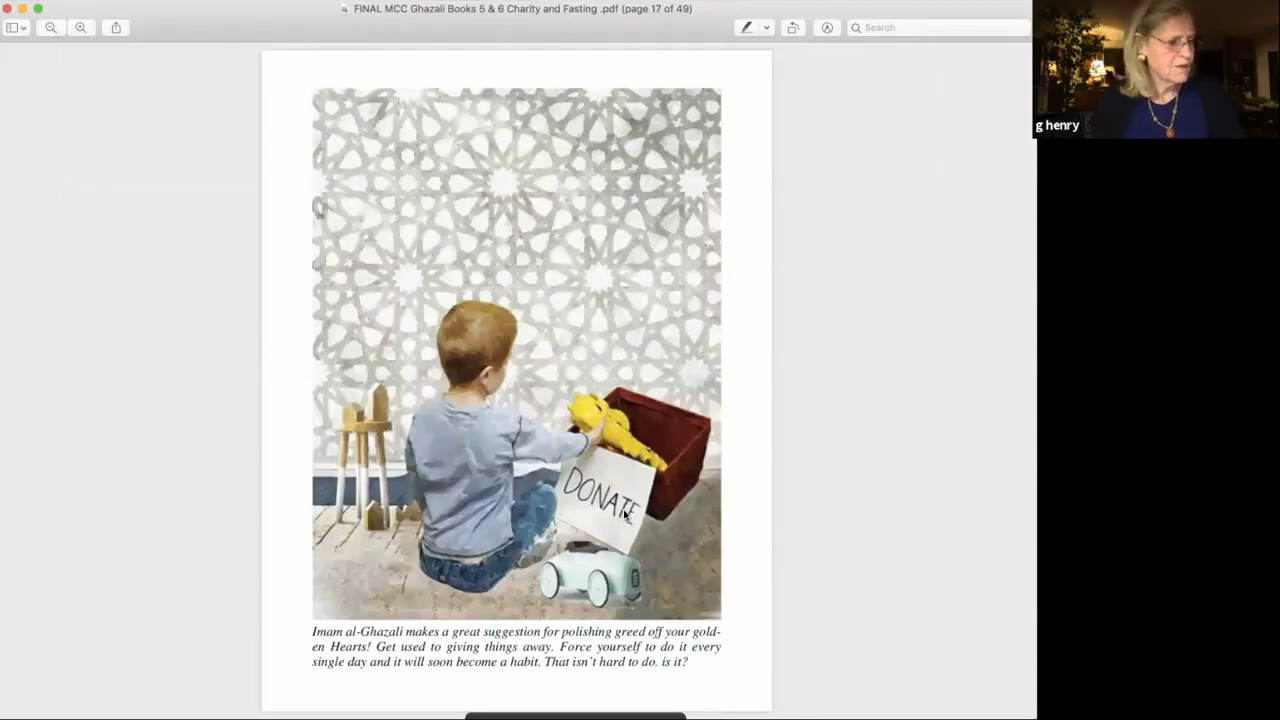 FINAL MCC Ghazali Books 5 & 6 Charity and Fasting .pdf (page 17 of 49)
Search
g henry
DONATE
Imam al-Ghazali makes a great suggestion for polishing greed off your gold-
en Hearts! Get used to giving things away. Force yourself to do it every
single day and it will soon become a habit. That isn't hard to do, is it?